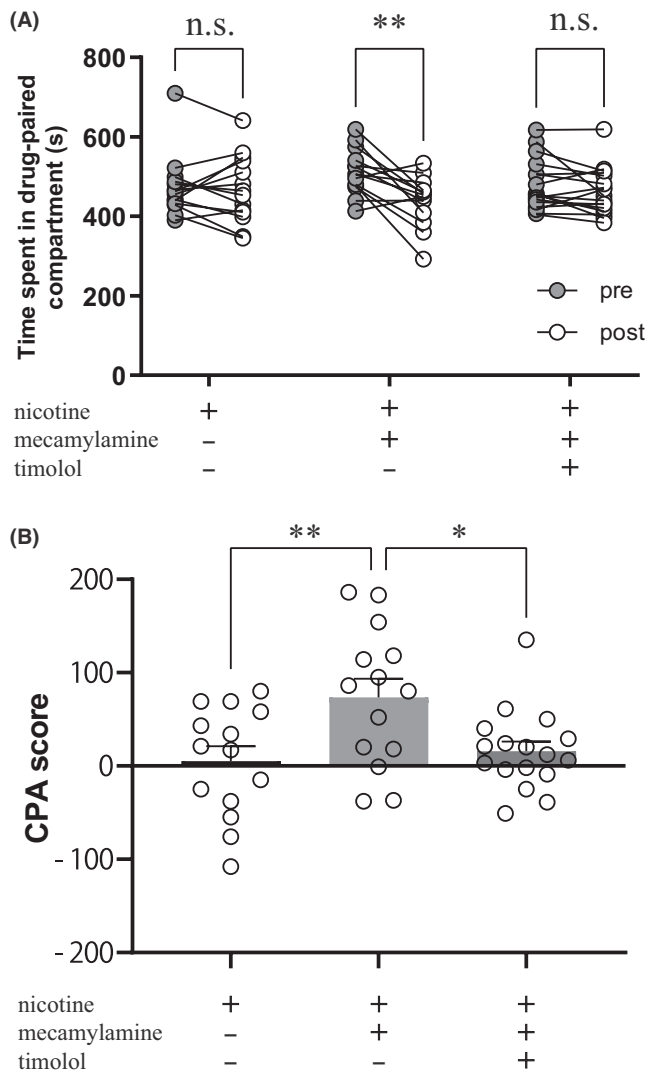 (A)
n.s.
**
n.s.
800
600
400
200
0
Time spent in drug-paired
compartment (s)
pre
post
nicotine + + +
mecamylamine – + +
timolol – – +
(B)
**
*
200
100
0
- 100
- 200
CPA score
nicotine + + +
mecamylamine – + +
timolol – – +